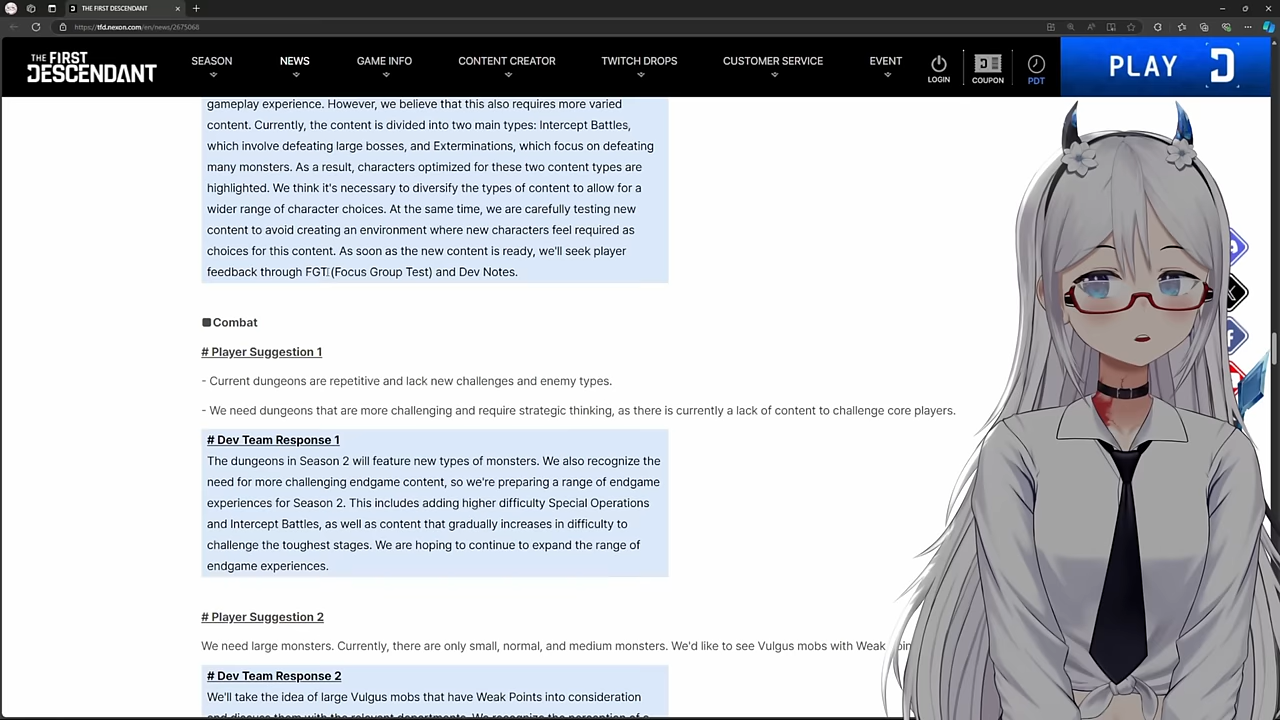 THE FIRST DESCENDANT
https://tfd.nexon.com/en/news/2675068
THE FIRST
DESCENDANT
SEASON
NEWS
GAME INFO
CONTENT CREATOR
TWITCH DROPS
CUSTOMER SERVICE
EVENT
LOGIN
COUPON
PDT
PLAY
gameplay experience. However, we believe that this also requires more varied
content. Currently, the content is divided into two main types: Intercept Battles,
which involve defeating large bosses, and Exterminations, which focus on defeating
many monsters. As a result, characters optimized for these two content types are
highlighted. We think it's necessary to diversify the types of content to allow for a
wider range of character choices. At the same time, we are carefully testing new
content to avoid creating an environment where new characters feel required as
choices for this content. As soon as the new content is ready, we'll seek player
feedback through FGT (Focus Group Test) and Dev Notes.
Combat
# Player Suggestion 1
- Current dungeons are repetitive and lack new challenges and enemy types.
- We need dungeons that are more challenging and require strategic thinking, as there is currently a lack of content to challenge core players.
# Dev Team Response 1
The dungeons in Season 2 will feature new types of monsters. We also recognize the
need for more challenging endgame content, so we're preparing a range of endgame
experiences for Season 2. This includes adding higher difficulty Special Operations
and Intercept Battles, as well as content that gradually increases in difficulty to
challenge the toughest stages. We are hoping to continue to expand the range of
endgame experiences.
# Player Suggestion 2
We need large monsters. Currently, there are only small, normal, and medium monsters. We'd like to see Vulgus mobs with Weak
# Dev Team Response 2
We'll take the idea of large Vulgus mobs that have Weak Points into consideration
and discuss them with the relevant departments. We recognize the perception of a